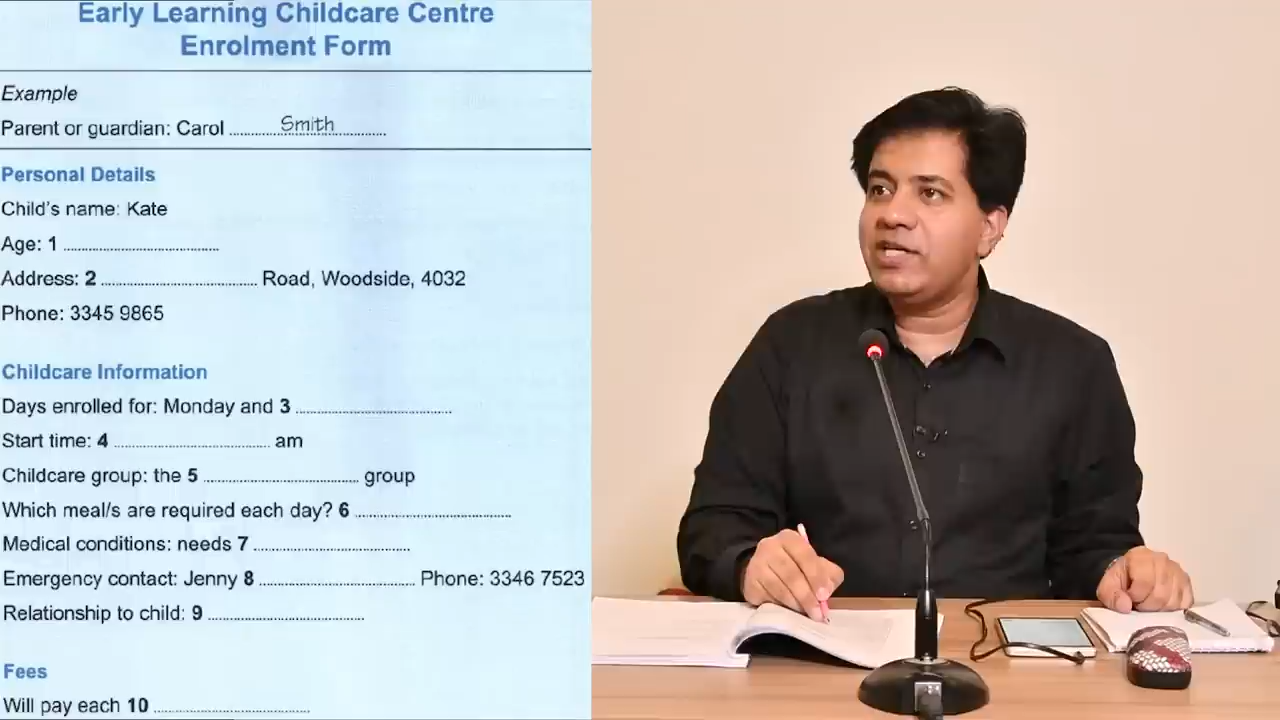 Early Learning Childcare Centre
Enrolment Form
Example
Parent or guardian: Carol ............ Smith ............
Personal Details
Child's name: Kate
Age: 1 ............
Address: 2 ............ Road, Woodside, 4032
Phone: 3345 9865
Childcare Information
Days enrolled for: Monday and 3 ............
Start time: 4 ............ am
Childcare group: the 5 ............ group
Which meal/s are required each day? 6 ............
Medical conditions: needs 7 ............
Emergency contact: Jenny 8 ............ Phone: 3346 7523
Relationship to child: 9 ............
Fees
Will pay each 10 ............